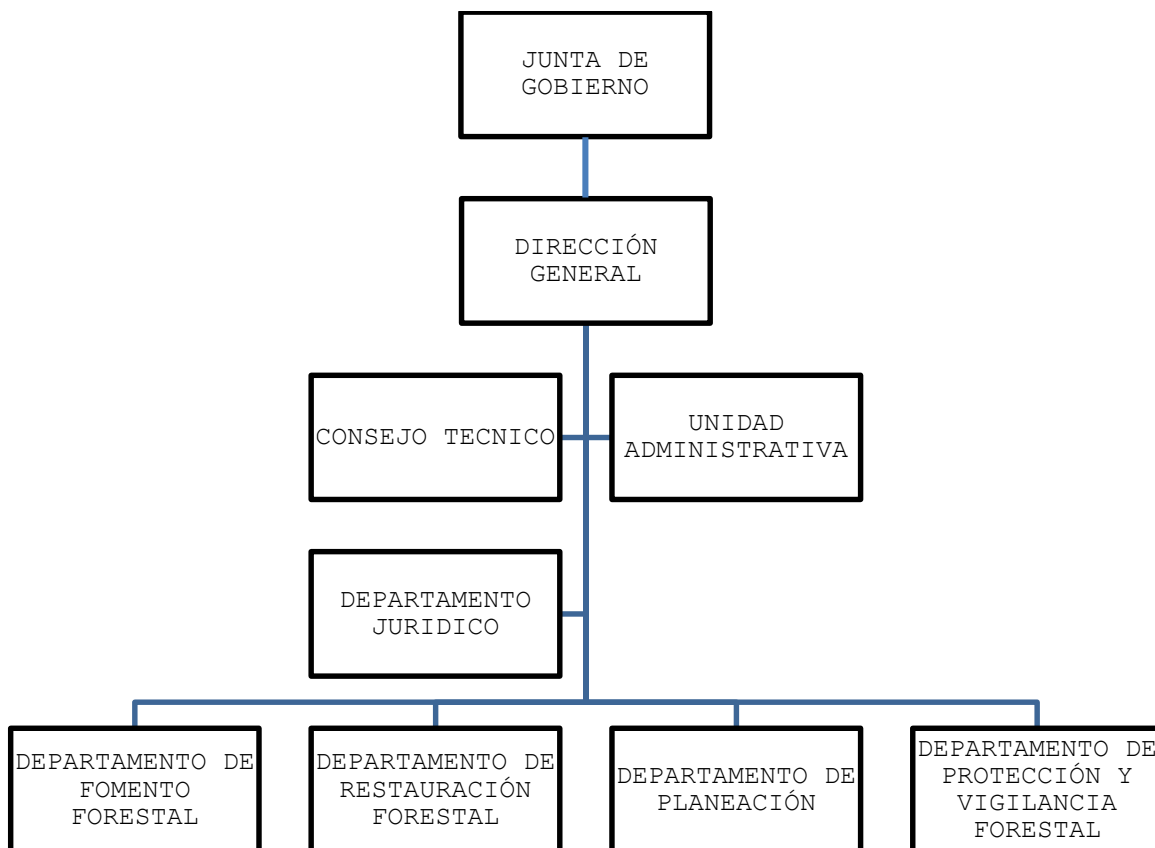 JUNTA DE
GOBIERNO
DIRECCIÓN
GENERAL
CONSEJO TECNICO
UNIDAD
ADMINISTRATIVA
DEPARTAMENTO
JURIDICO
DEPARTAMENTO DE
FOMENTO
FORESTAL
DEPARTAMENTO DE
RESTAURACIÓN
FORESTAL
DEPARTAMENTO DE
PLANEACIÓN
DEPARTAMENTO DE
PROTECCIÓN Y
VIGILANCIA
FORESTAL